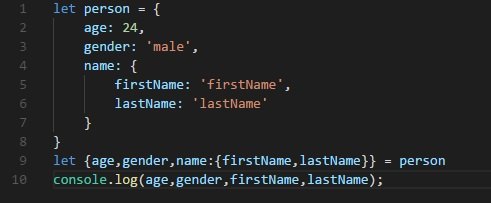 1 let person = {
2     age: 24,
3     gender: 'male',
4     name: {
5         firstName: 'firstName',
6         lastName: 'lastName'
7     }
8 }
9 let {age,gender,name:{firstName,lastName}} = person
10 console.log(age,gender,firstName,lastName);